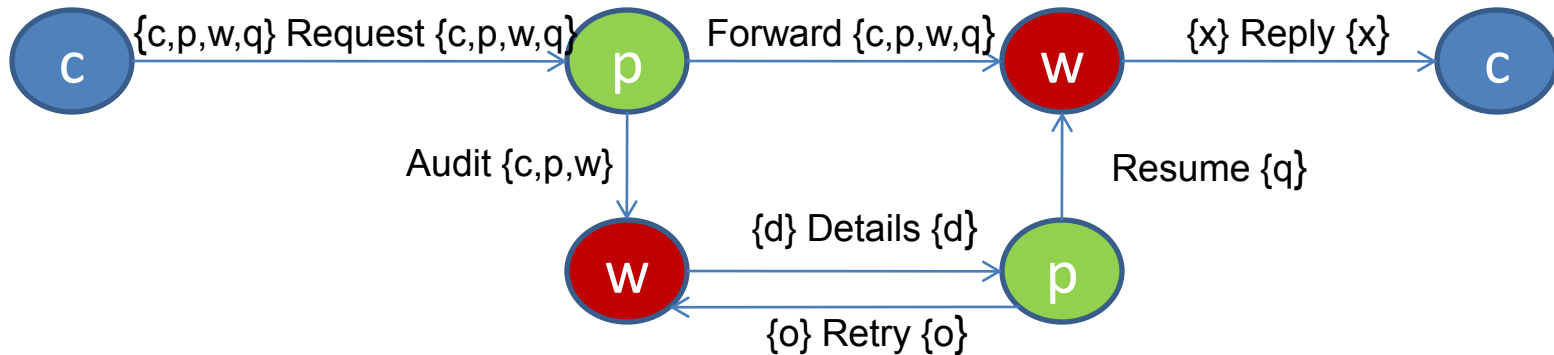 {c,p,w,q} Request {c,p,w,q}
Forward {c,p,w,q}
{x} Reply {x}
c
p
w
c
Audit {c,p,w}
Resume {q}
{d} Details {d}
w
p
{o} Retry {o}